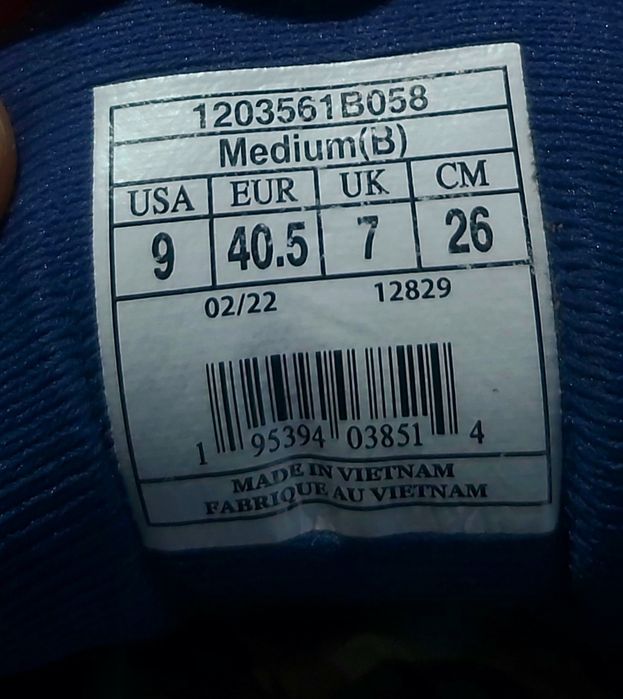 1203561B058
Medium(B)
USA EUR UK CM
9 40.5 7 26
02/22 12829
1 95394 03851 4
MADE IN VIETNAM
FABRIQUE AU VIETNAM